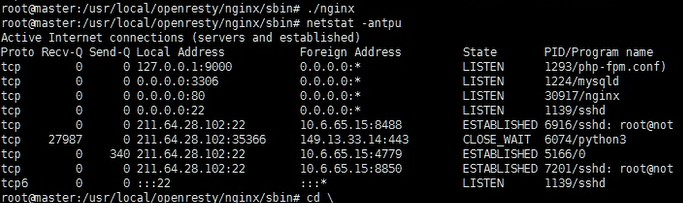 root@master:/usr/local/openresty/nginx/sbin# ./nginx
root@master:/usr/local/openresty/nginx/sbin# netstat -antpu
Active Internet connections (servers and established)
Proto Recv-Q Send-Q Local Address Foreign Address State PID/Program name
tcp 0 0 127.0.0.1:9000 0.0.0.0:* LISTEN 1293/php-fpm.conf)
tcp 0 0 0.0.0.0:3306 0.0.0.0:* LISTEN 1224/mysqld
tcp 0 0 0.0.0.0:80 0.0.0.0:* LISTEN 30917/nginx
tcp 0 0 0.0.0.0:22 0.0.0.0:* LISTEN 1139/sshd
tcp 0 0 211.64.28.102:22 10.6.65.15:8488 ESTABLISHED 6916/sshd: root@not
tcp 27987 0 211.64.28.102:35366 149.13.33.14:443 CLOSE_WAIT 6074/python3
tcp 0 340 211.64.28.102:22 10.6.65.15:4779 ESTABLISHED 5166/0
tcp 0 0 211.64.28.102:22 10.6.65.15:8850 ESTABLISHED 7201/sshd: root@not
tcp6 0 0 :::22 :::* LISTEN 1139/sshd
root@master:/usr/local/openresty/nginx/sbin# cd \